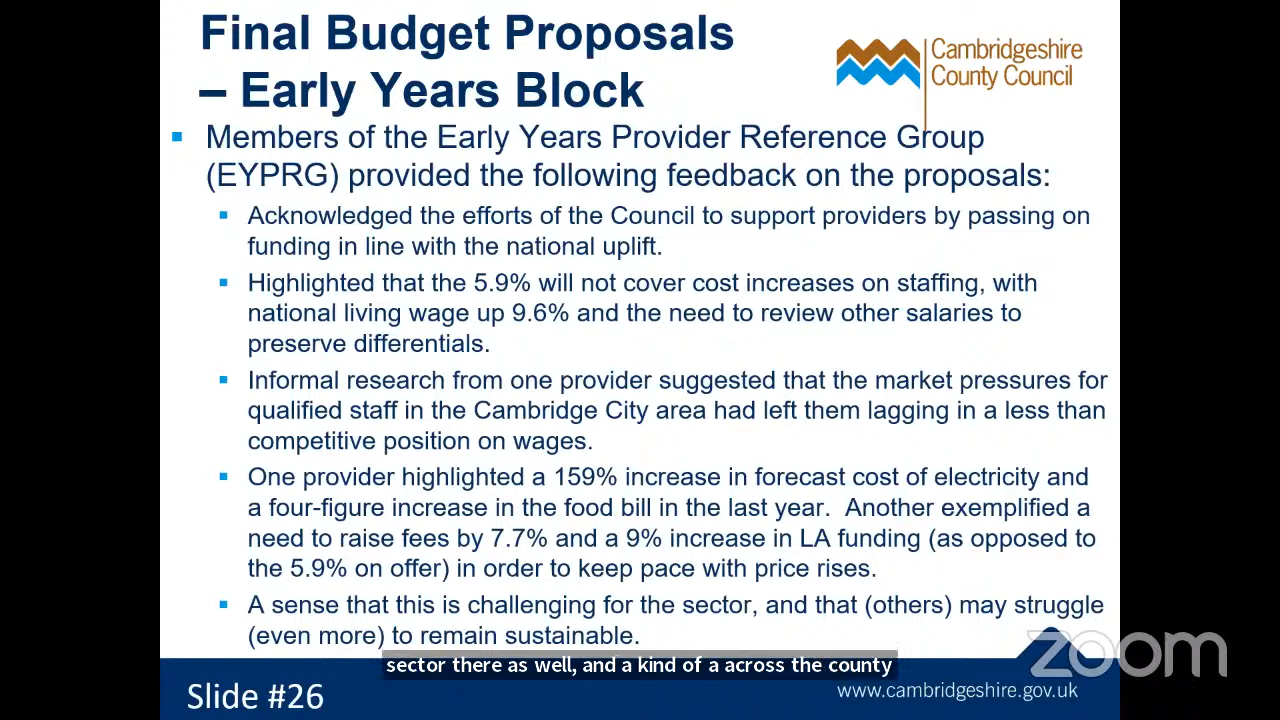 Final Budget Proposals
– Early Years Block
Cambridgeshire
County Council
Members of the Early Years Provider Reference Group
(EYPRG) provided the following feedback on the proposals:
Acknowledged the efforts of the Council to support providers by passing on
funding in line with the national uplift.
Highlighted that the 5.9% will not cover cost increases on staffing, with
national living wage up 9.6% and the need to review other salaries to
preserve differentials.
Informal research from one provider suggested that the market pressures for
qualified staff in the Cambridge City area had left them lagging in a less than
competitive position on wages.
One provider highlighted a 159% increase in forecast cost of electricity and
a four-figure increase in the food bill in the last year.  Another exemplified a
need to raise fees by 7.7% and a 9% increase in LA funding (as opposed to
the 5.9% on offer) in order to keep pace with price rises.
A sense that this is challenging for the sector, and that (others) may struggle
(even more) to remain sustainable.
zoom
sector there as well, and a kind of a across the county
Slide #26
www.cambridgeshire.gov.uk